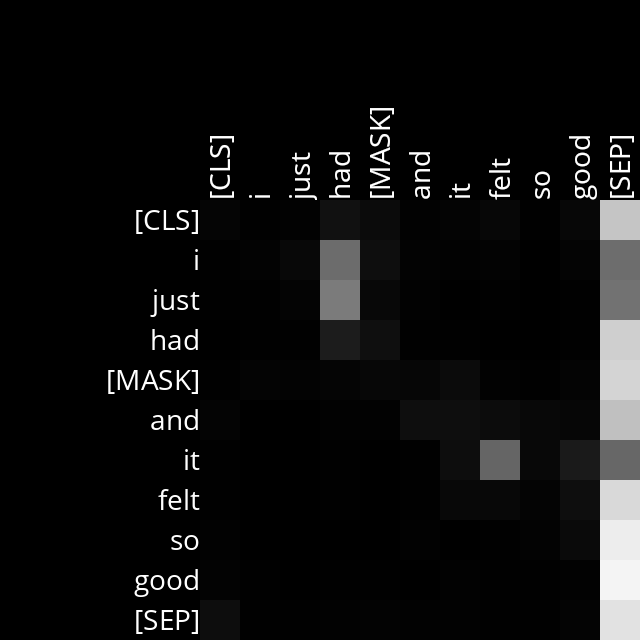 [CLS] i just had [MASK] and it felt so good [SEP]
[CLS]
i
just
had
[MASK]
and
it
felt
so
good
[SEP]